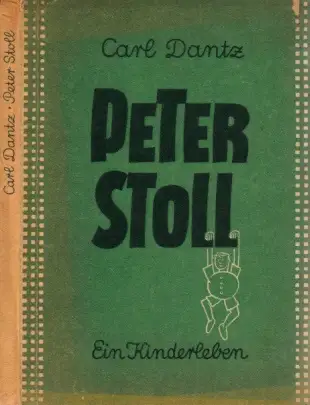 Carl Dantz · Peter Stoll
Carl Dantz
PETER
STOLL
Ein Kinderleben